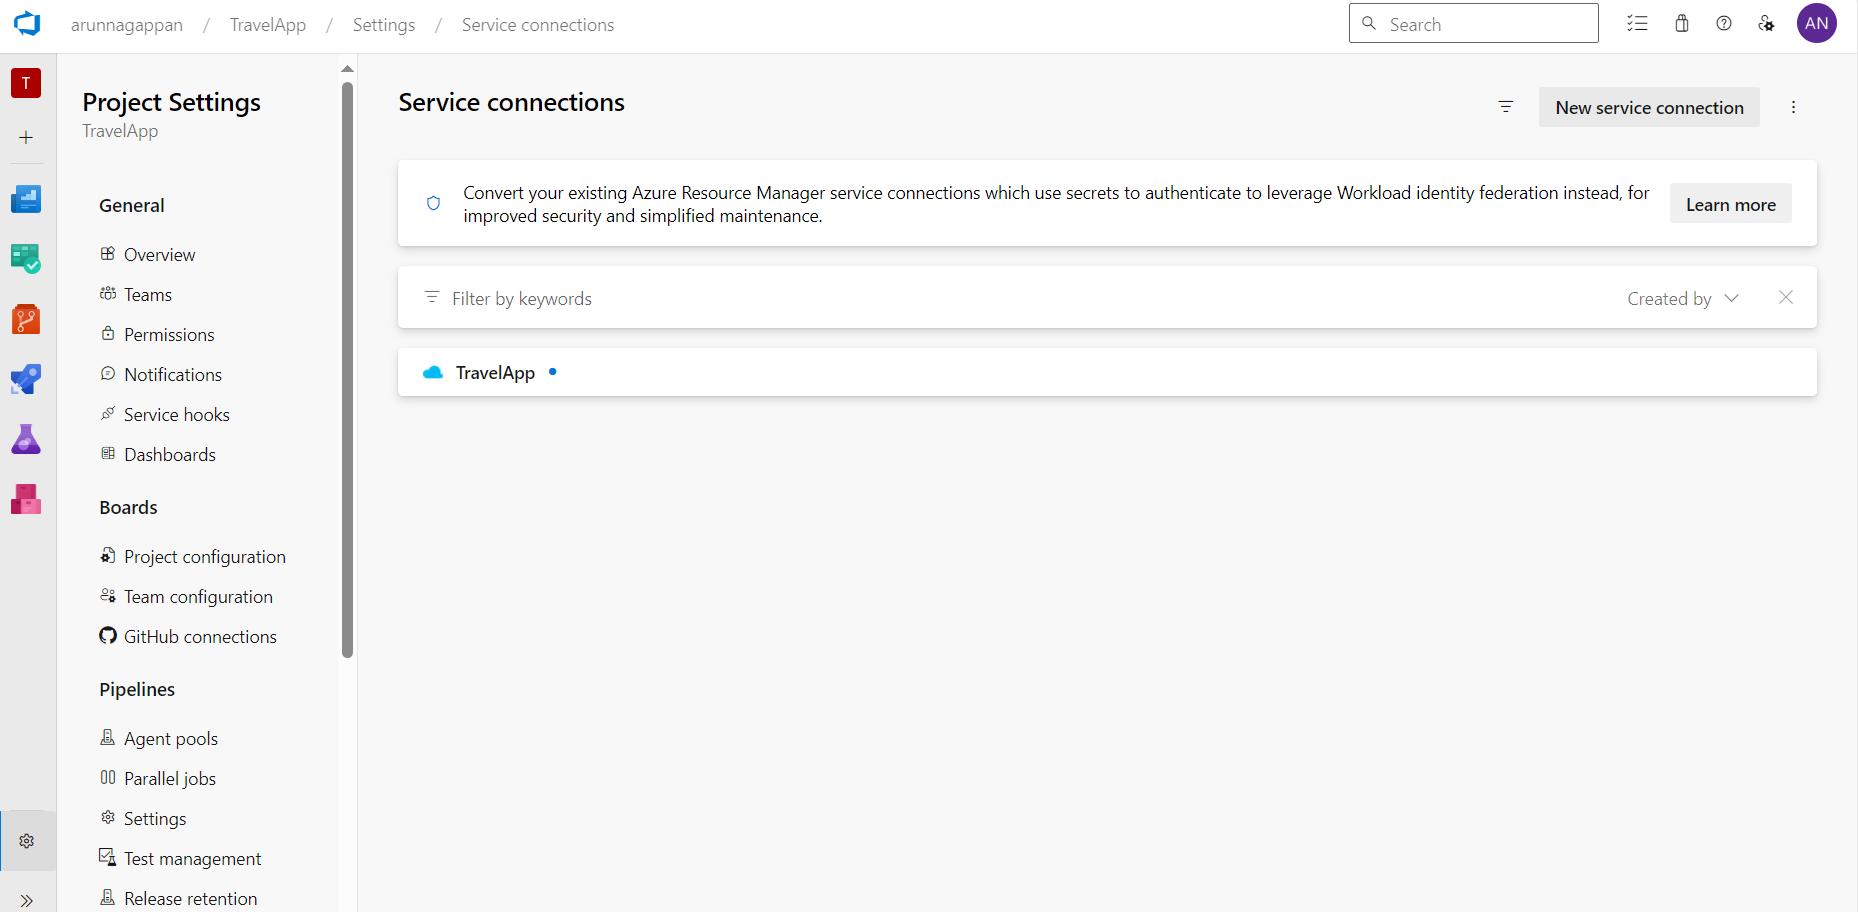 arunnagappan / TravelApp / Settings / Service connections
Search
AN
T
Project Settings
TravelApp
General
Overview
Teams
Permissions
Notifications
Service hooks
Dashboards
Boards
Project configuration
Team configuration
GitHub connections
Pipelines
Agent pools
Parallel jobs
Settings
Test management
Release retention
Service connections
New service connection
Convert your existing Azure Resource Manager service connections which use secrets to authenticate to leverage Workload identity federation instead, for
improved security and simplified maintenance.
Learn more
Filter by keywords
Created by
TravelApp